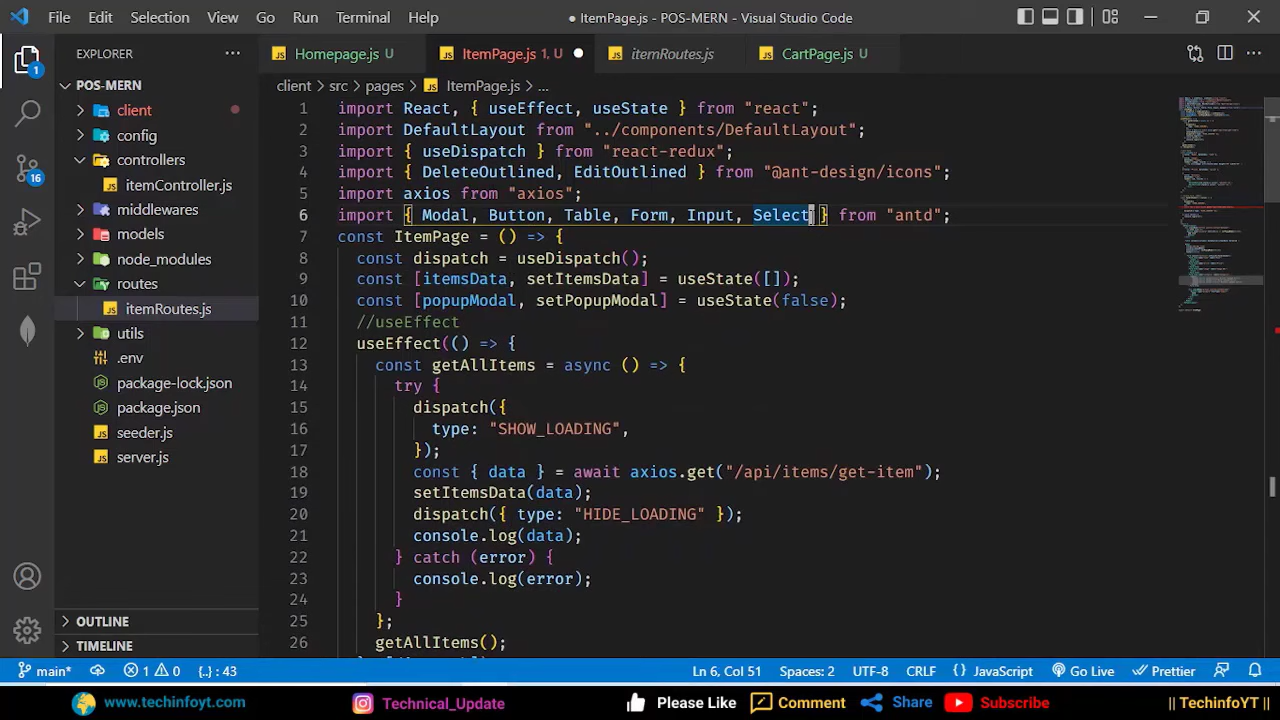 File Edit Selection View Go Run Terminal Help ● ItemPage.js - POS-MERN - Visual Studio Code
EXPLORER
POS-MERN
client
config
controllers
itemController.js
middlewares
models
node_modules
routes
itemRoutes.js
utils
.env
package-lock.json
package.json
seeder.js
server.js
OUTLINE
TIMELINE
1
16
JS Homepage.js U JS ItemPage.js 1, U ● JS itemRoutes.js JS CartPage.js U
client > src > pages > JS ItemPage.js > ...
1 import React, { useEffect, useState } from "react";
2 import DefaultLayout from "../components/DefaultLayout";
3 import { useDispatch } from "react-redux";
4 import { DeleteOutlined, EditOutlined } from "@ant-design/icons";
5 import axios from "axios";
6 import { Modal, Button, Table, Form, Input, Select } from "antd";
7 const ItemPage = () => {
8 const dispatch = useDispatch();
9 const [itemsData, setItemsData] = useState([]);
10 const [popupModal, setPopupModal] = useState(false);
11 //useEffect
12 useEffect(() => {
13 const getAllItems = async () => {
14 try {
15 dispatch({
16 type: "SHOW_LOADING",
17 });
18 const { data } = await axios.get("/api/items/get-item");
19 setItemsData(data);
20 dispatch({ type: "HIDE_LOADING" });
21 console.log(data);
22 } catch (error) {
23 console.log(error);
24 }
25 };
26 getAllItems();
main* 1 0 {..} : 43 Ln 6, Col 51 Spaces: 2 UTF-8 CRLF {} JavaScript Go Live Prettier
www.techinfoyt.com Technical_Update Please Like Comment Share Subscribe || TechinfoYT ||